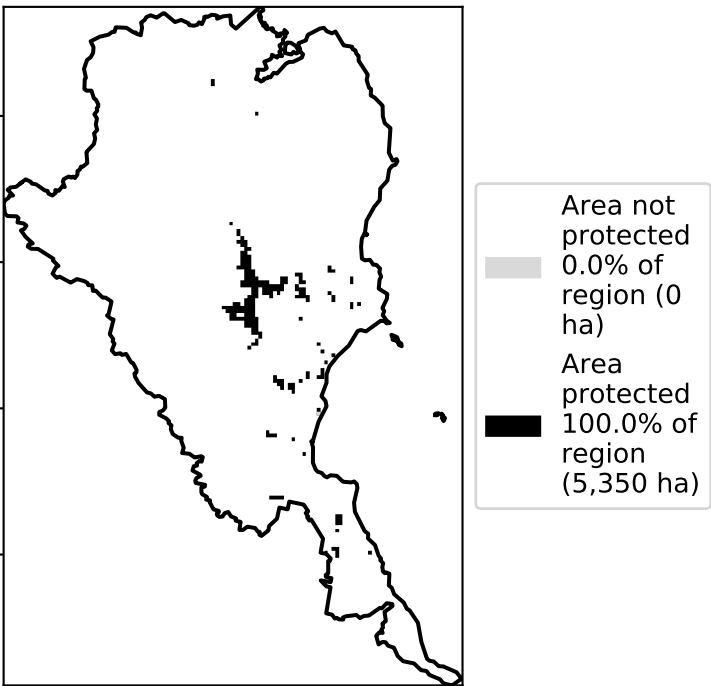 Area not
protected
0.0% of
region (0
ha)
Area
protected
100.0% of
region
(5,350 ha)